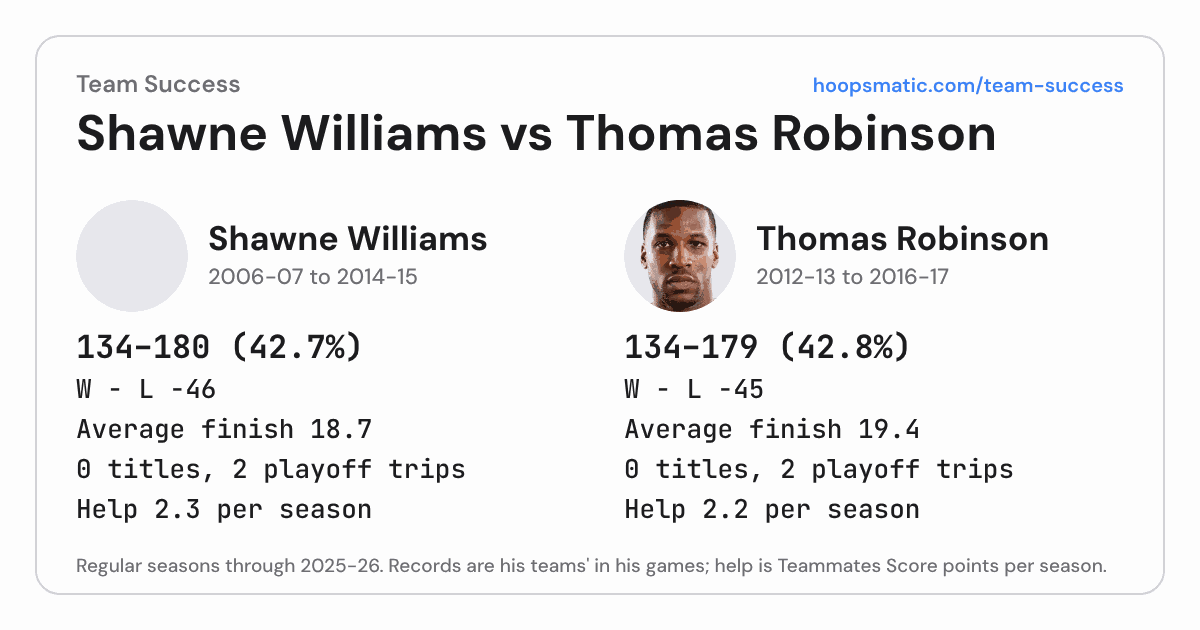 Team Success
hoopsmatic.com/team-success
Shawne Williams vs Thomas Robinson
Shawne Williams
2006-07 to 2014-15
134-180 (42.7%)
W - L -46
Average finish 18.7
0 titles, 2 playoff trips
Help 2.3 per season
Thomas Robinson
2012-13 to 2016-17
134-179 (42.8%)
W - L -45
Average finish 19.4
0 titles, 2 playoff trips
Help 2.2 per season
Regular seasons through 2025-26. Records are his teams' in his games; help is Teammates Score points per season.